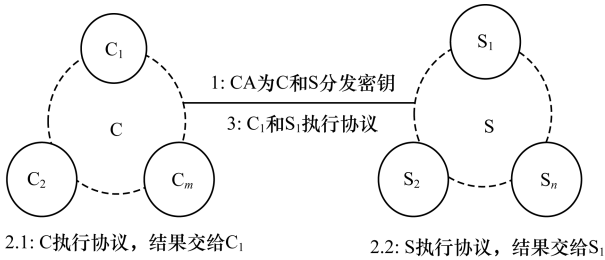 C₁
S₁
1: CA为C和S分发密钥
C
S
3: C₁和S₁执行协议
C₂
Cₘ
S₂
Sₙ
2.1: C执行协议，结果交给C₁
2.2: S执行协议，结果交给S₁